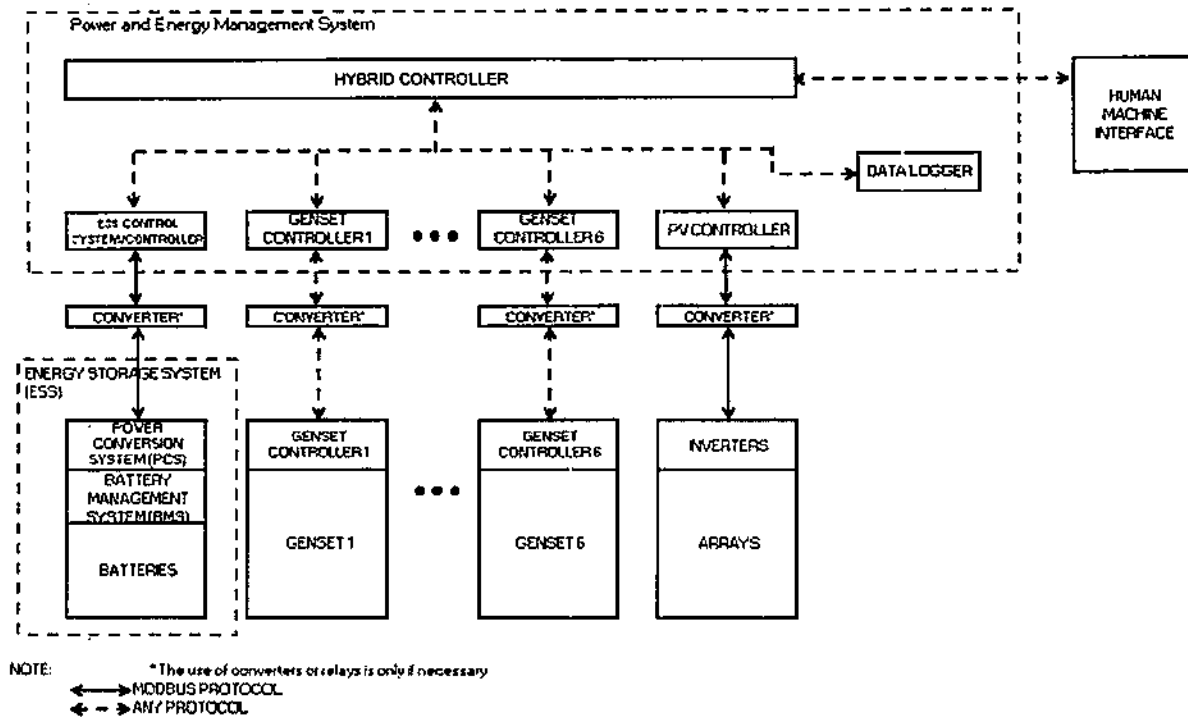 Power and Energy Management System
HYBRID CONTROLLER
HUMAN
MACHINE
INTERFACE
DATA LOGGER
ESS CONTROL
SYSTEM/CONTROLLER
GENSET
CONTROLLER 1
GENSET
CONTROLLER 6
PV CONTROLLER
CONVERTER*
CONVERTER*
CONVERTER*
CONVERTER*
ENERGY STORAGE SYSTEM
(ESS)
POWER
CONVERSION
SYSTEM (PCS)
BATTERY
MANAGEMENT
SYSTEM (BMS)
BATTERIES
GENSET
CONTROLLER 1
GENSET 1
GENSET
CONTROLLER 6
GENSET 6
INVERTERS
ARRAYS
NOTE: * The use of converters or relays is only if necessary
MODBUS PROTOCOL
ANY PROTOCOL